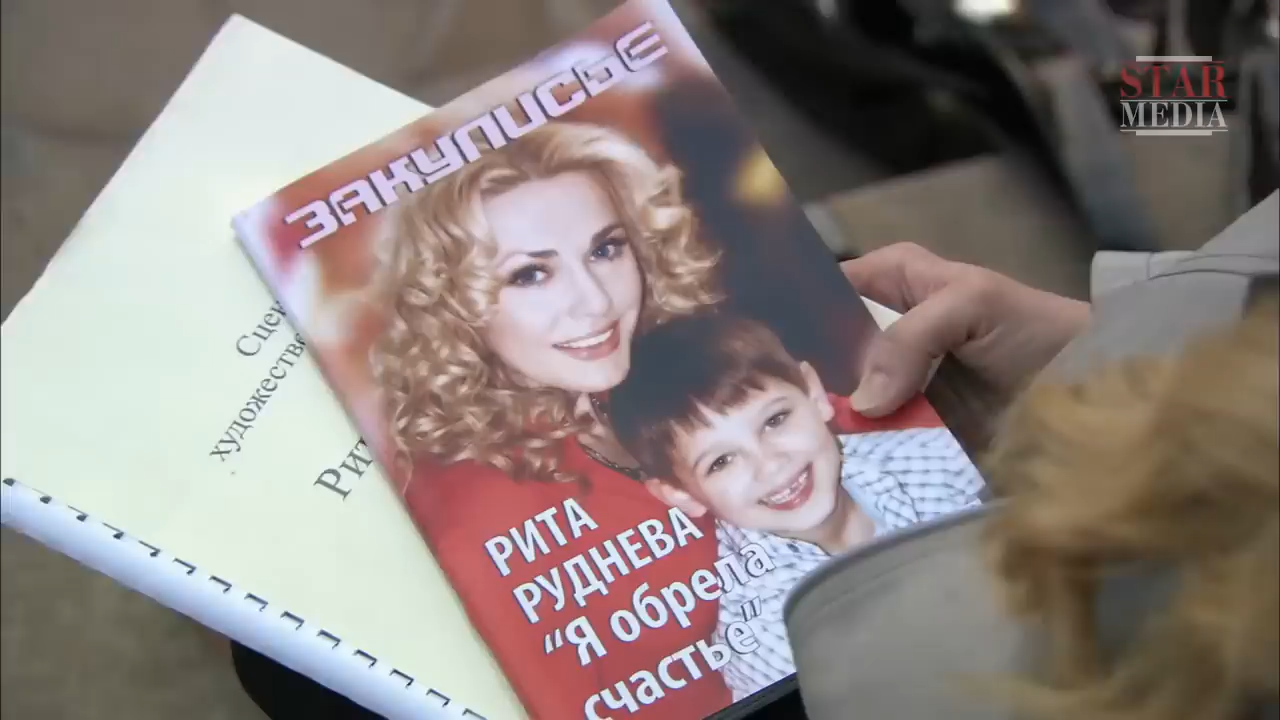 STAR
MEDIA
ЗАКУЛИСЬЕ
РИТА
РУДНЕВА
“Я обрела
счастье”